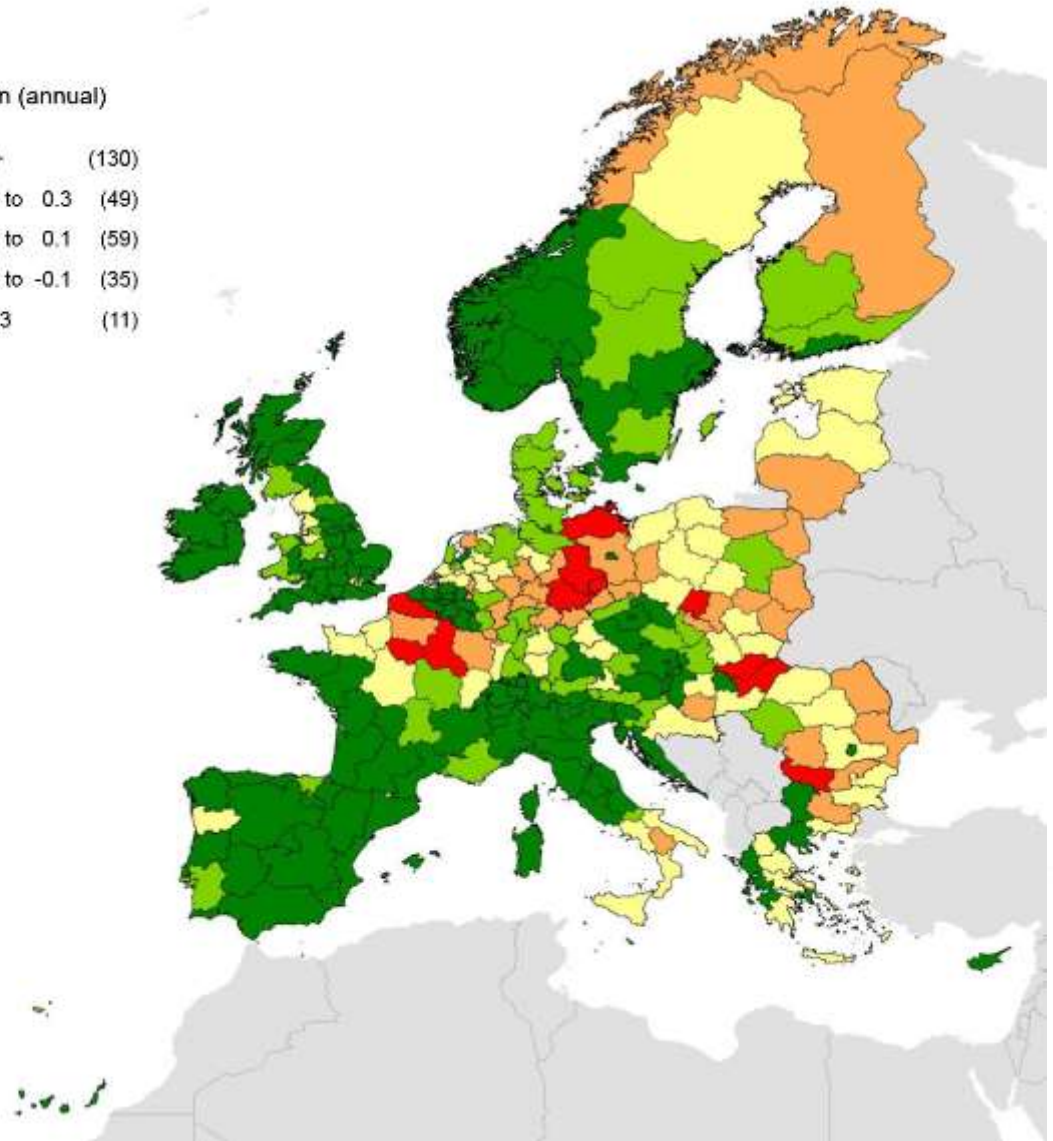 n (annual)
(130)
to 0.3 (49)
to 0.1 (59)
to -0.1 (35)
3 (11)